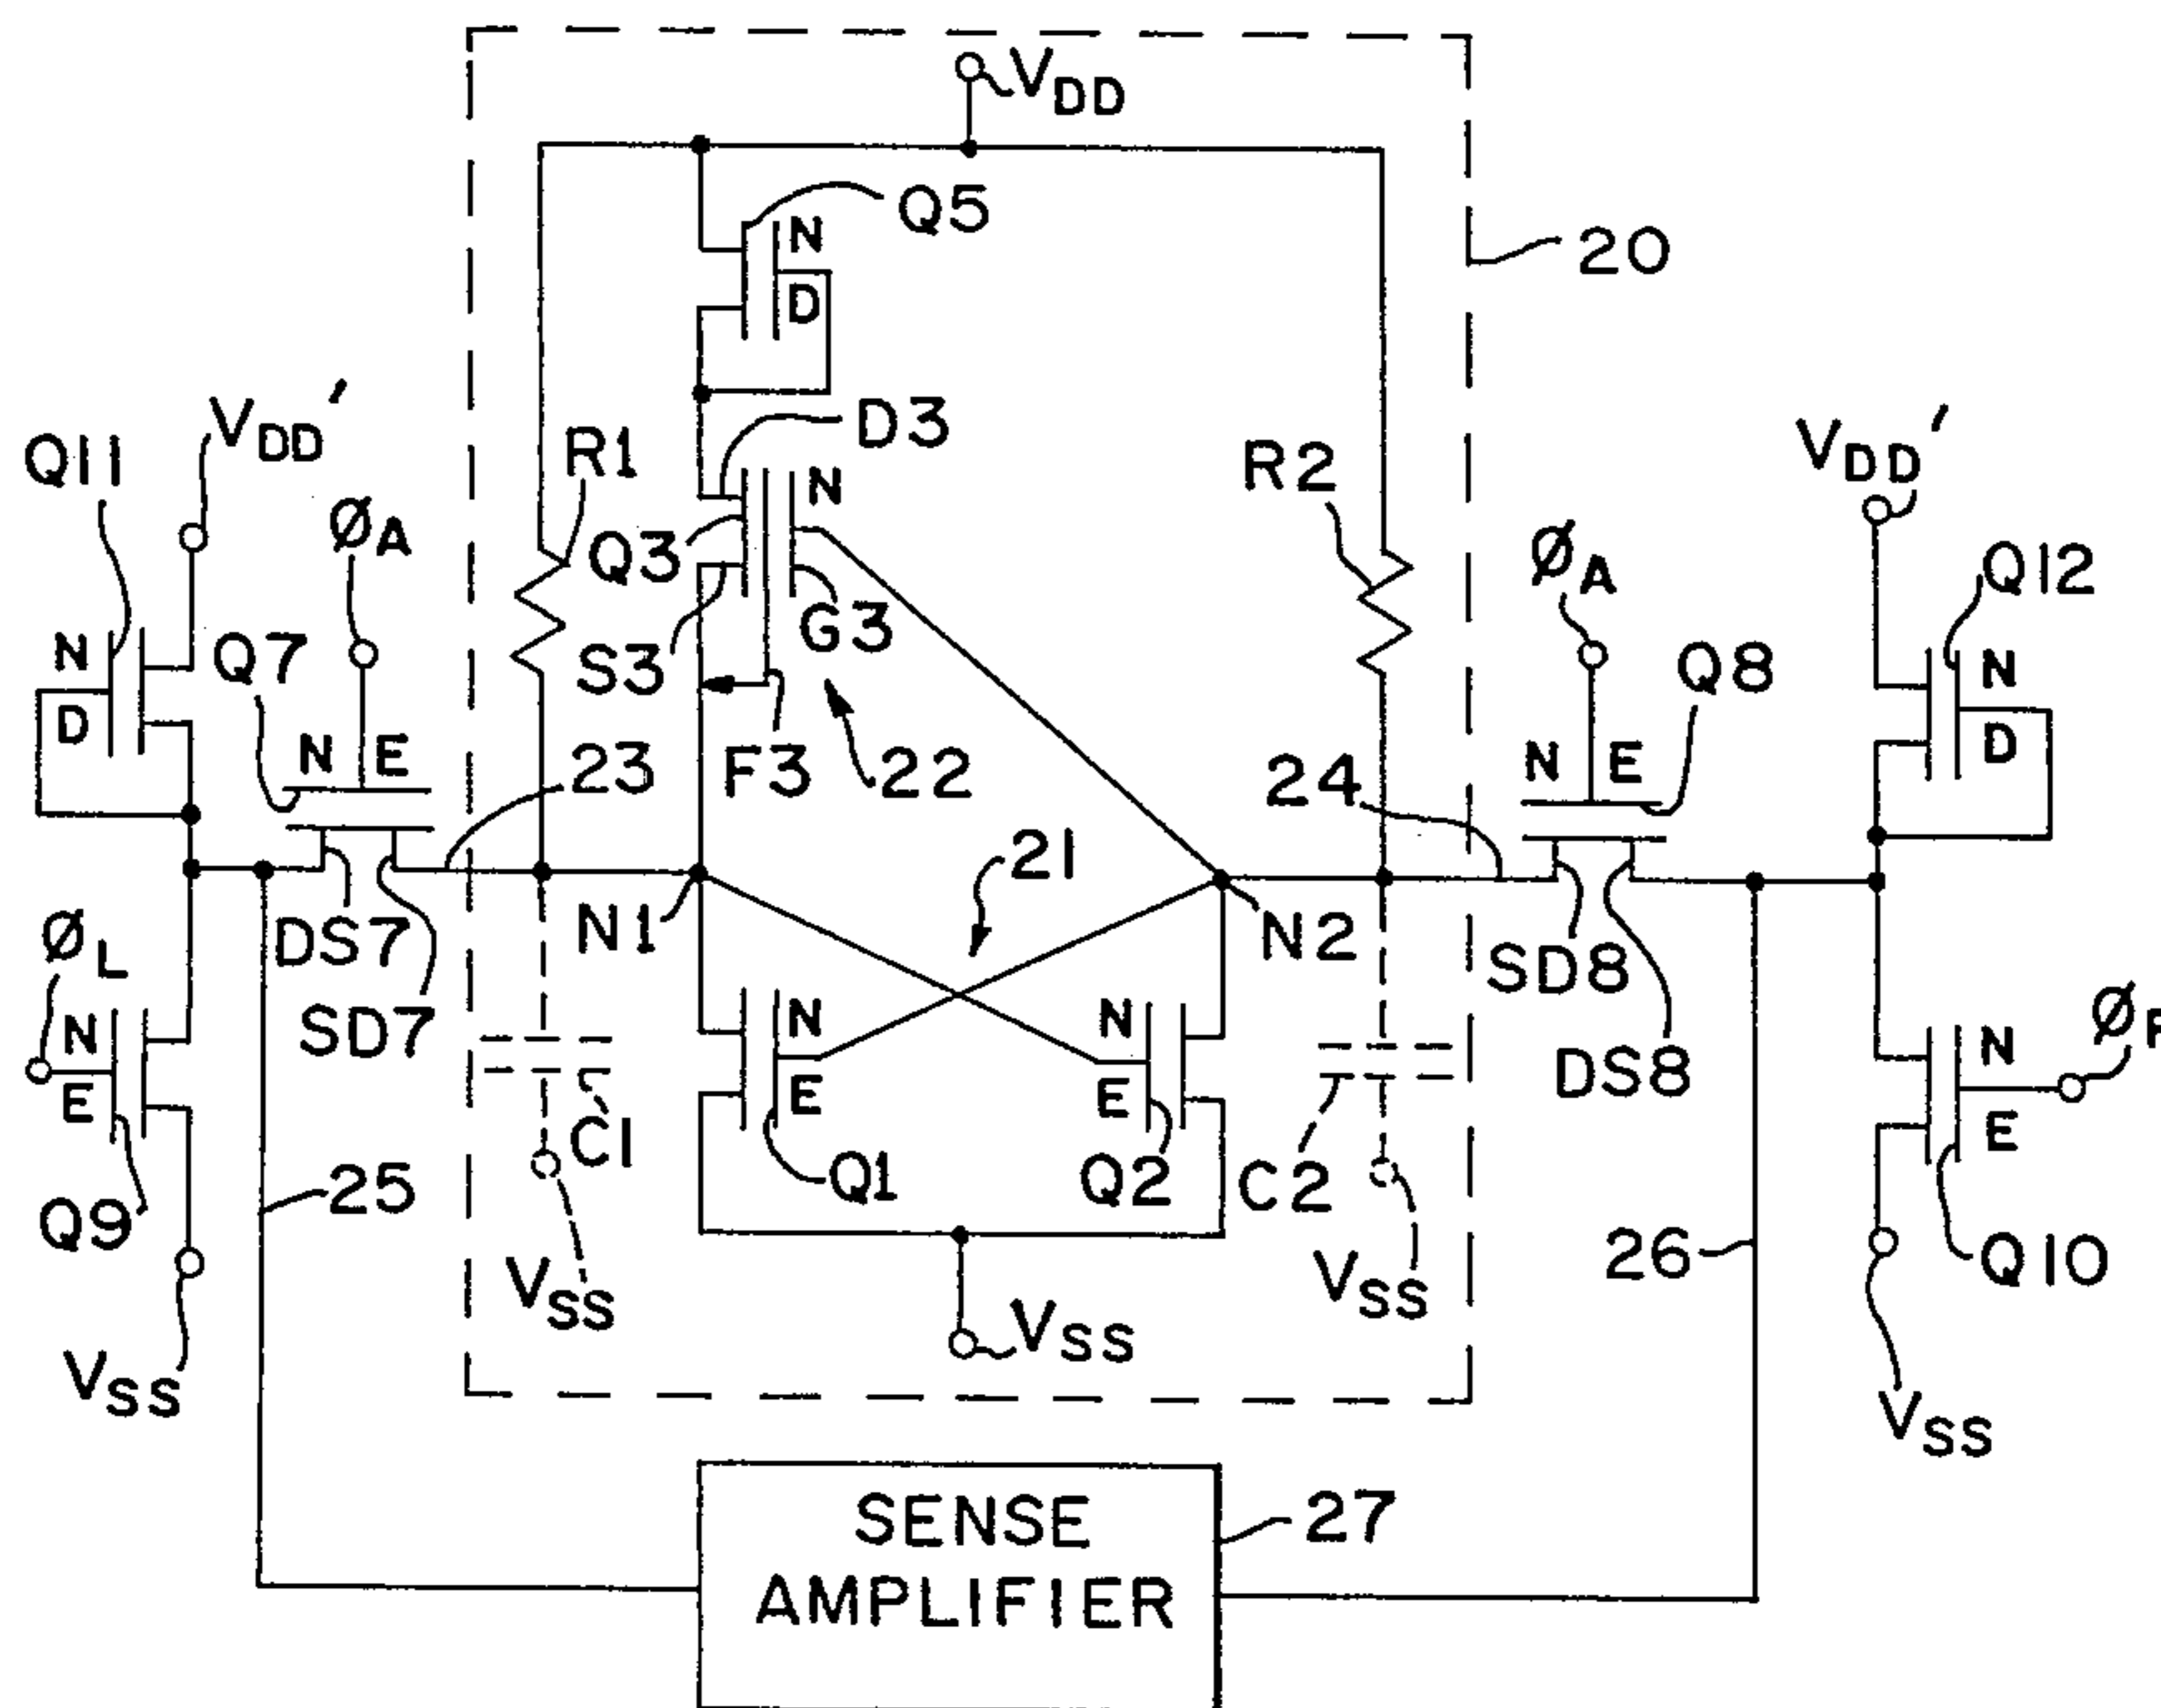 VDD
Q5
N
D
20
D3
R1
N
Q3
S3
G3
F3
22
R2
VDD'
Q11
ØA
N
D
Q7
N E
23
VDD'
ØA
Q12
N
D
Q8
N E
24
21
N1
N2
DS7
SD7
SD8
DS8
ØL
N
E
Q9
VSS
25
C1
VSS
N
E
Q1
N
E
Q2
C2
VSS
VSS
N
E
Q10
VSS
26
SENSE
AMPLIFIER
27